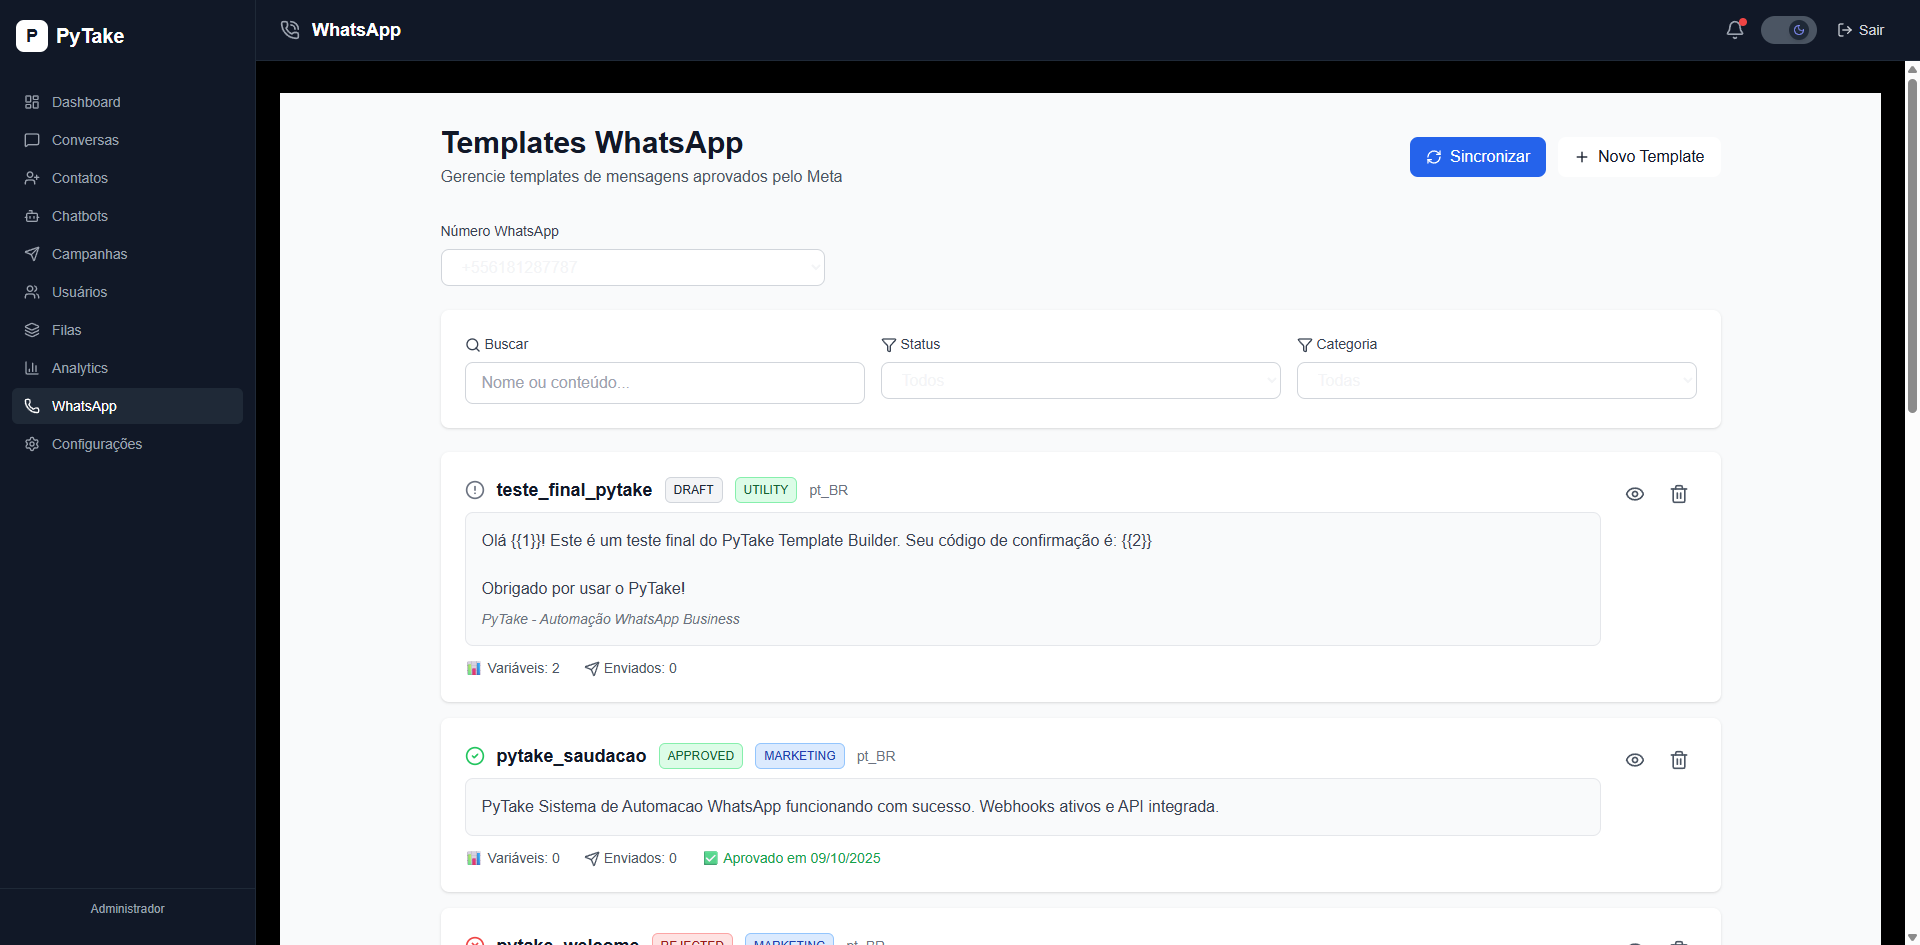 P PyTake
WhatsApp
Sair
Dashboard
Conversas
Contatos
Chatbots
Campanhas
Usuários
Filas
Analytics
WhatsApp
Configurações
Administrador
Templates WhatsApp
Gerencie templates de mensagens aprovados pelo Meta
Sincronizar
Novo Template
Número WhatsApp
+556181287787
Buscar
Status
Categoria
Nome ou conteúdo...
Todos
Todas
teste_final_pytake DRAFT UTILITY pt_BR
Olá {{1}}! Este é um teste final do PyTake Template Builder. Seu código de confirmação é: {{2}}
Obrigado por usar o PyTake!
PyTake - Automação WhatsApp Business
Variáveis: 2 Enviados: 0
pytake_saudacao APPROVED MARKETING pt_BR
PyTake Sistema de Automacao WhatsApp funcionando com sucesso. Webhooks ativos e API integrada.
Variáveis: 0 Enviados: 0 Aprovado em 09/10/2025
pytake_welcome REJECTED MARKETING pt_BR